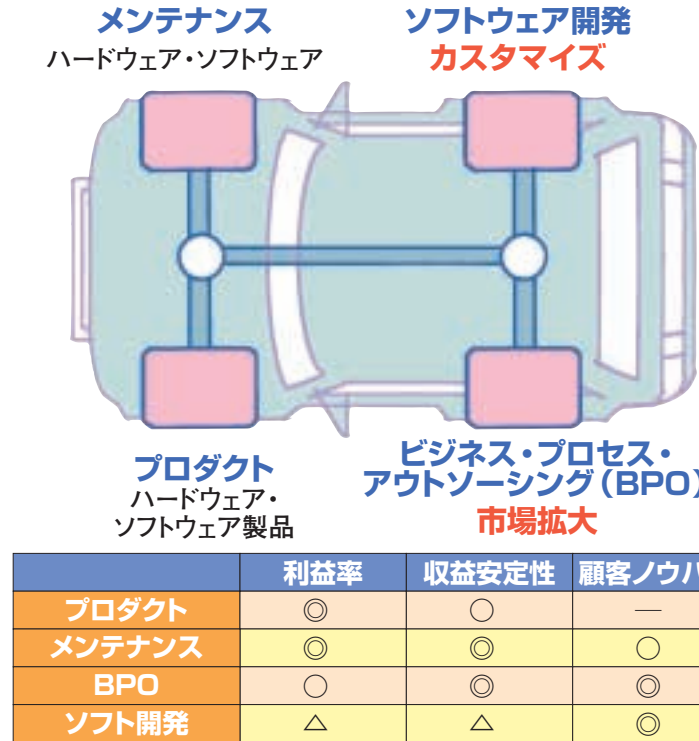 メンテナンス
ハードウェア・ソフトウェア
ソフトウェア開発
カスタマイズ
プロダクト
ハードウェア・
ソフトウェア製品
ビジネス・プロセス・
アウトソーシング（BPO）
市場拡大
利益率 収益安定性 顧客ノウハ
プロダクト ◎ ○ —
メンテナンス ◎ ◎ ○
BPO ○ ◎ ◎
ソフト開発 △ △ ◎